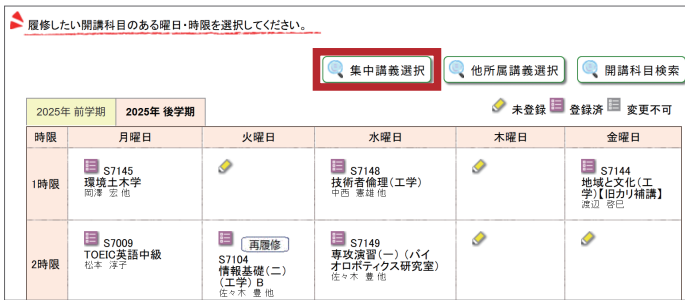 履修したい開講科目のある曜日・時限を選択してください。
集中講義選択 他所属講義選択 開講科目検索
2025年 前学期 2025年 後学期 未登録 登録済 変更不可
時限 月曜日 火曜日 水曜日 木曜日 金曜日
1時限
S7145
環境土木学
岡澤 宏 他
S7148
技術者倫理(工学)
中西 憲雄 他
S7144
地域と文化(工
学)【旧カリ補講】
渡辺 啓巳
2時限
S7009
TOEIC英語中級
松本 淳子
再履修
S7104
情報基礎(二)
(工学) B
佐々木 豊 他
S7149
専攻演習(一) (バイ
オロボティクス研究室)
佐々木 豊 他